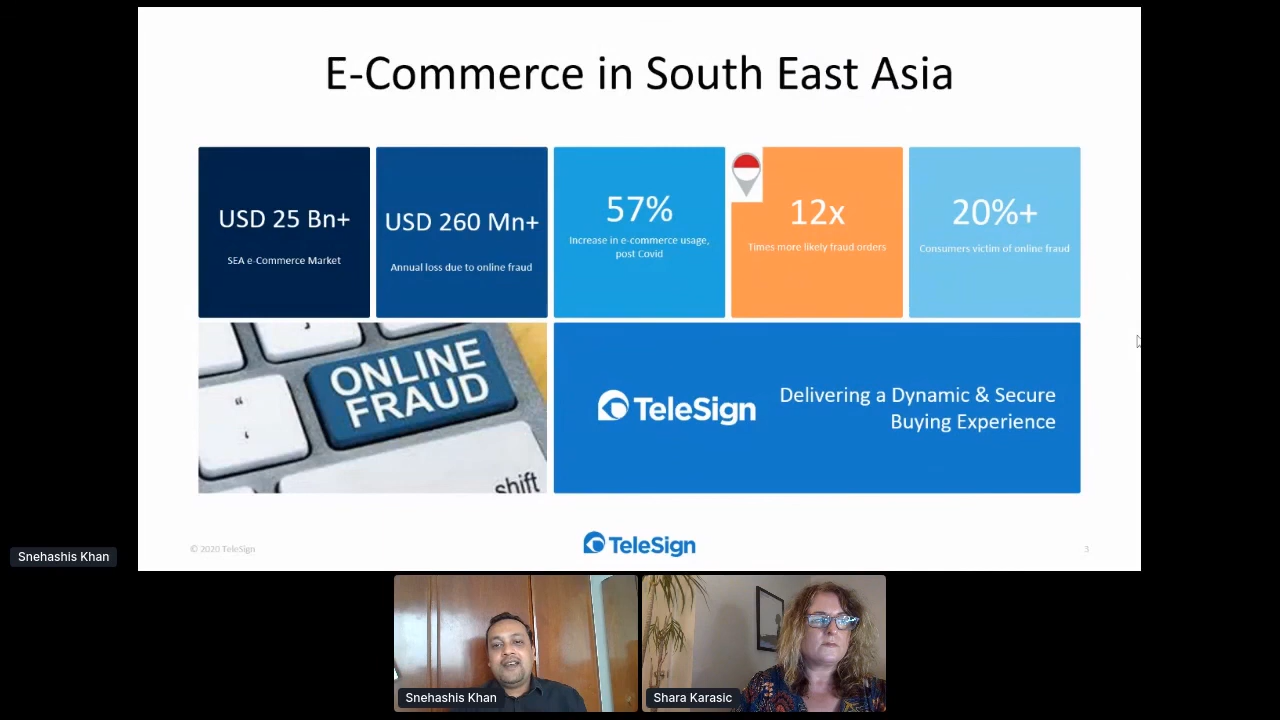 E-Commerce in South East Asia
USD 25 Bn+
SEA e-Commerce Market
USD 260 Mn+
Annual loss due to online fraud
57%
Increase in e-commerce usage,
post Covid
12x
Times more likely fraud orders
20%+
Consumers victim of online fraud
ONLINE
FRAUD
shift
TeleSign
Delivering a Dynamic & Secure
Buying Experience
© 2020 TeleSign
TeleSign
3
Snehashis Khan
Snehashis Khan
Shara Karasic